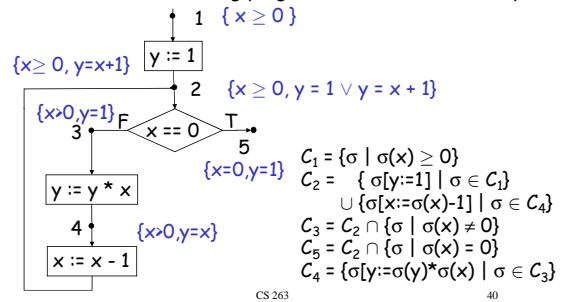 1 { x ≥ 0 }
y := 1
{x≥ 0, y=x+1}
2 {x ≥ 0, y = 1 ∨ y = x + 1}
{x>0,y=1}
F x == 0 T
3
5
{x=0,y=1}
y := y * x
4 {x>0,y=x}
x := x - 1
C1 = {σ | σ(x) ≥ 0}
C2 = { σ[y:=1] | σ ∈ C1}
∪ {σ[x:=σ(x)-1] | σ ∈ C4}
C3 = C2 ∩ {σ | σ(x) ≠ 0}
C5 = C2 ∩ {σ | σ(x) = 0}
C4 = {σ[y:=σ(y)*σ(x) | σ ∈ C3}
CS 263 40